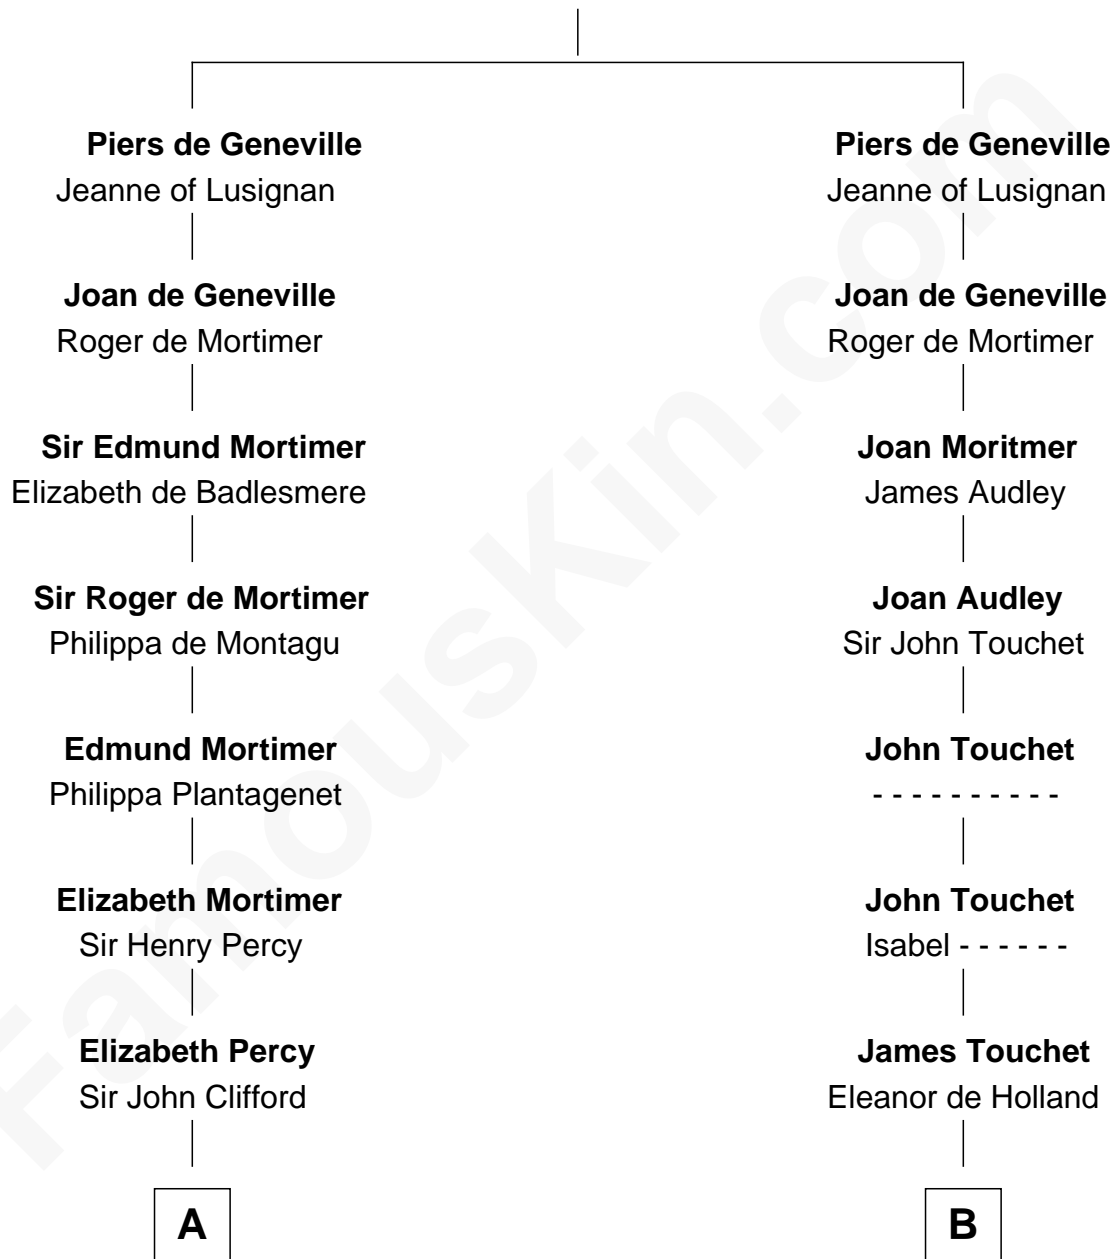 Piers de Geneville
Jeanne of Lusignan
Joan de Geneville
Roger de Mortimer
Sir Edmund Mortimer
Elizabeth de Badlesmere
Sir Roger de Mortimer
Philippa de Montagu
Edmund Mortimer
Philippa Plantagenet
Elizabeth Mortimer
Sir Henry Percy
Elizabeth Percy
Sir John Clifford
A
Piers de Geneville
Jeanne of Lusignan
Joan de Geneville
Roger de Mortimer
Joan Moritmer
James Audley
Joan Audley
Sir John Touchet
John Touchet
- - - - - - - - - -
John Touchet
Isabel - - - - - -
James Touchet
Eleanor de Holland
B
FamousKin.com